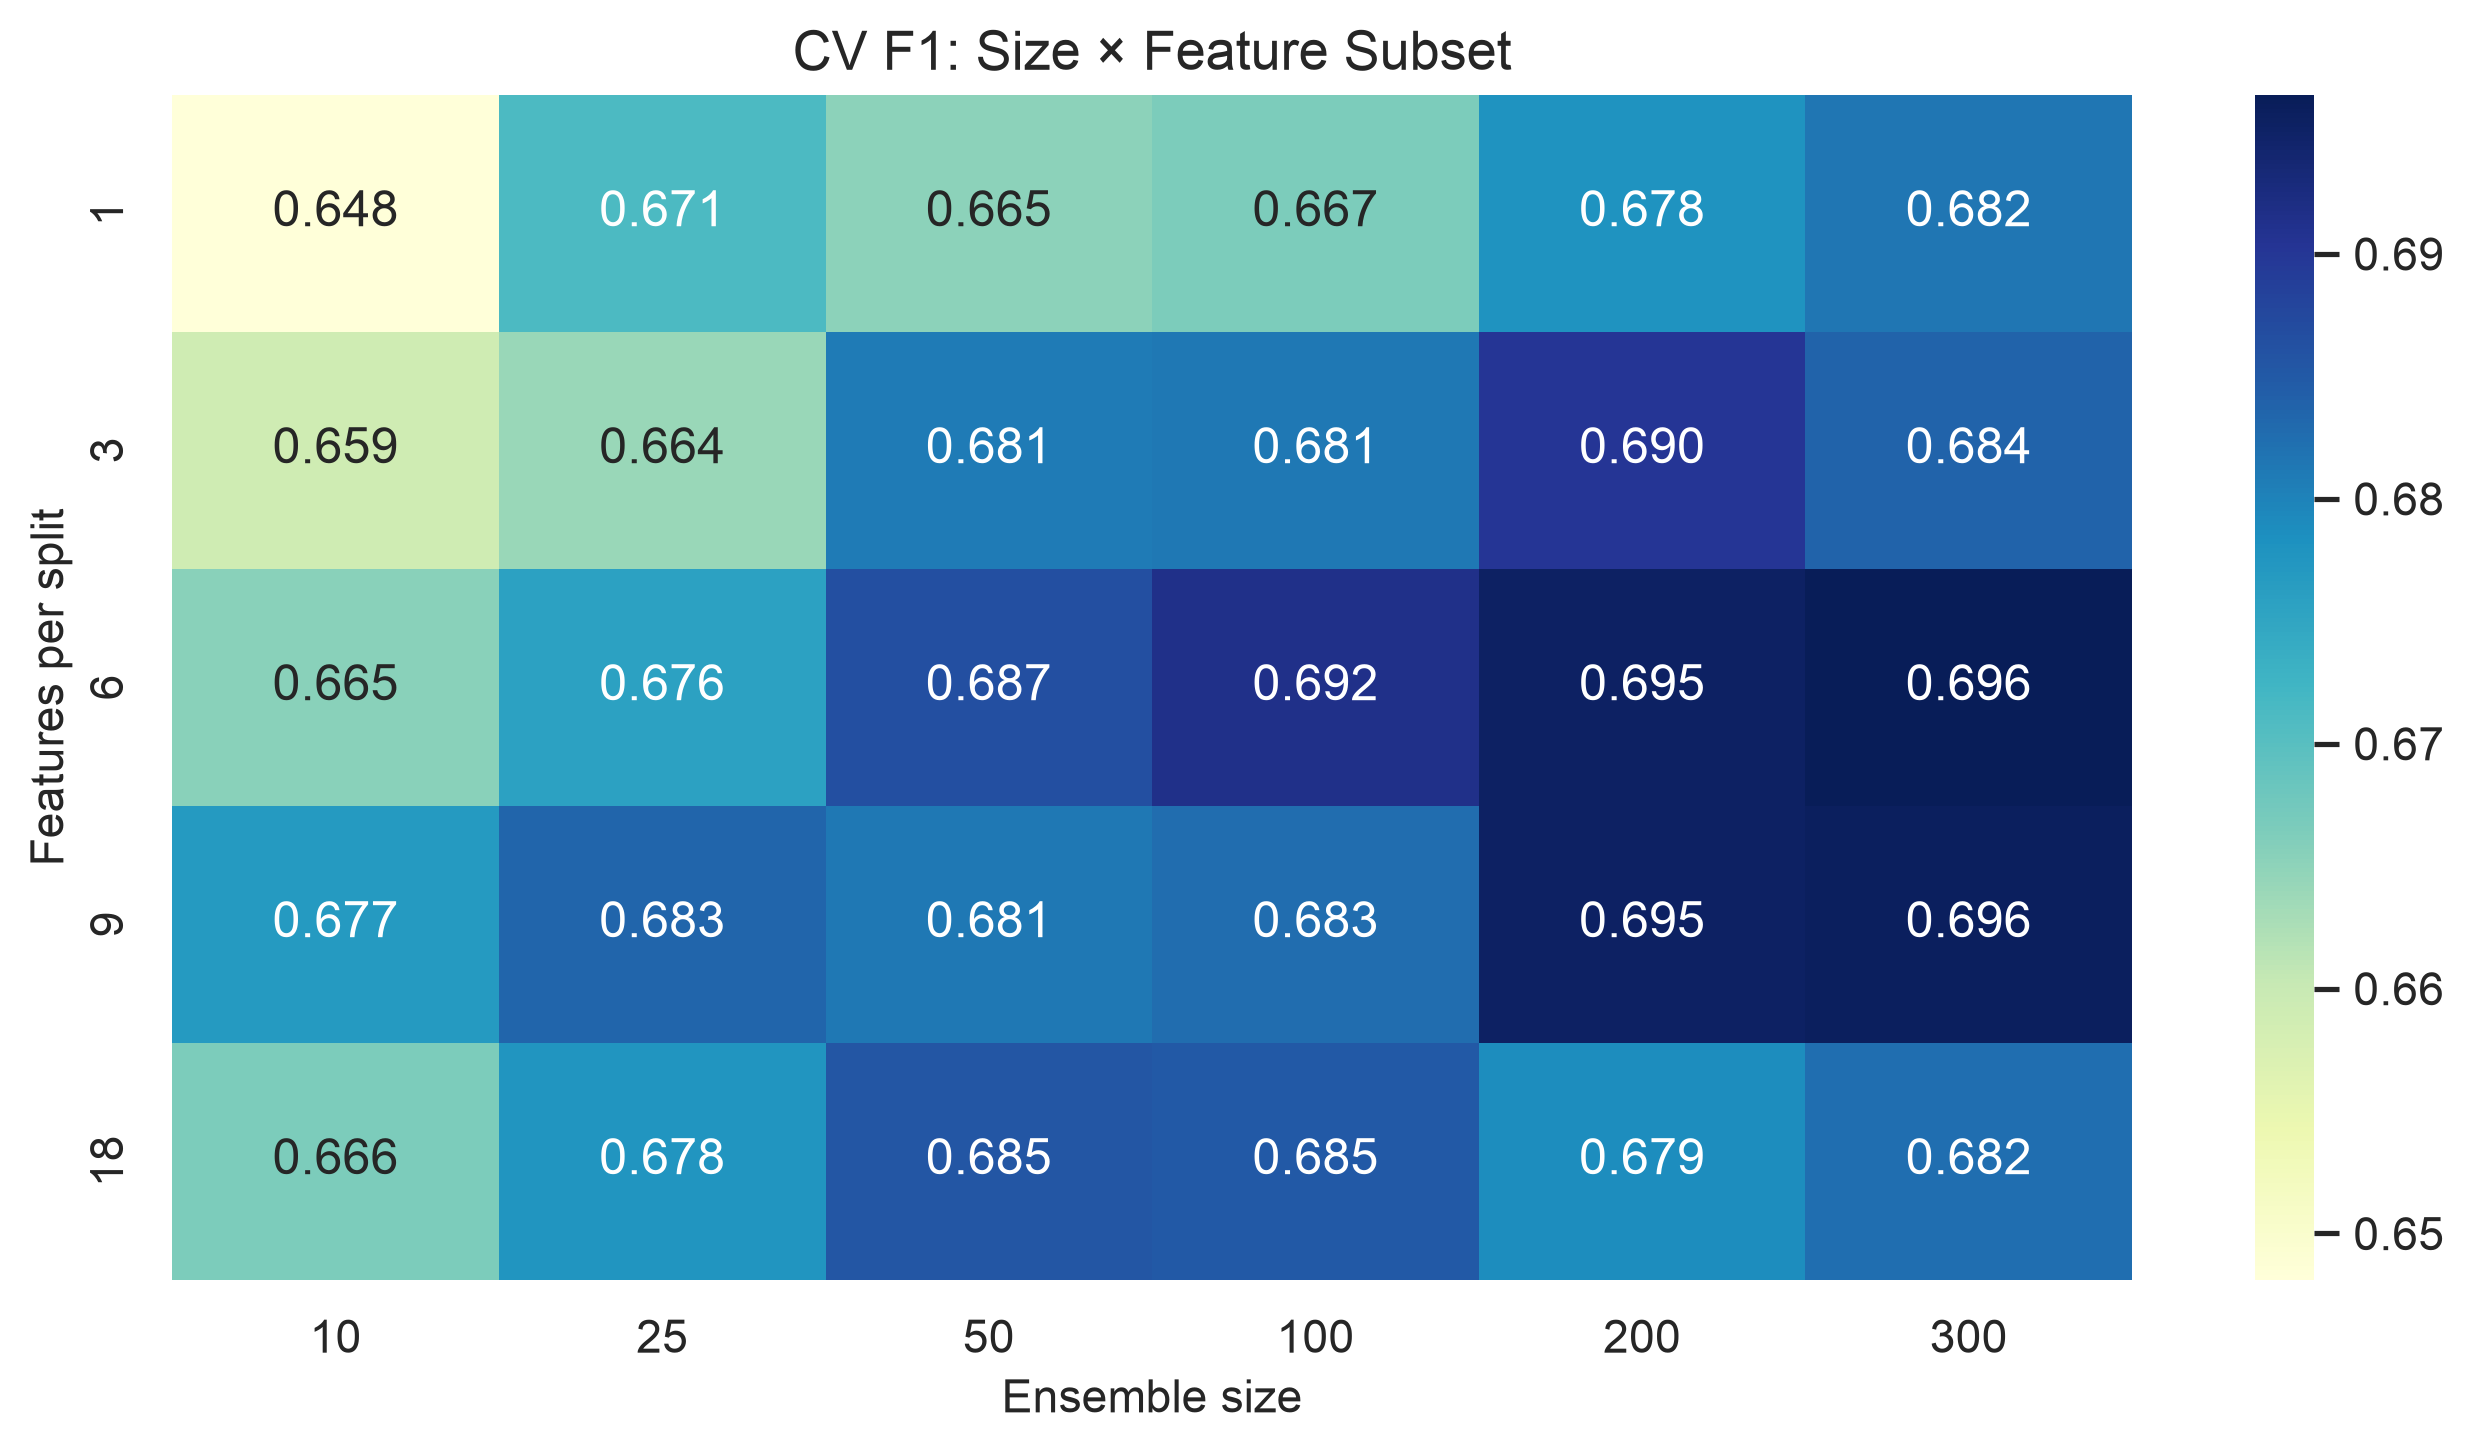 CV F1: Size × Feature Subset
Features per split
1
0.648 0.671 0.665 0.667 0.678 0.682
3
0.659 0.664 0.681 0.681 0.690 0.684
6
0.665 0.676 0.687 0.692 0.695 0.696
9
0.677 0.683 0.681 0.683 0.695 0.696
18
0.666 0.678 0.685 0.685 0.679 0.682
10 25 50 100 200 300
Ensemble size
0.69
0.68
0.67
0.66
0.65